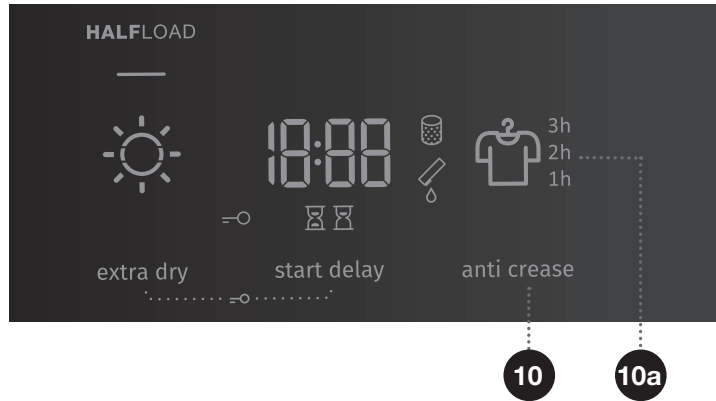 HALFLOAD
18:88
3h
2h
1h
extra dry
start delay
anti crease
10
10a